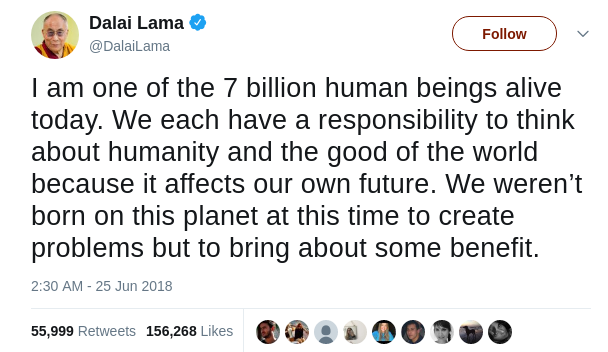 Dalai Lama
@DalaiLama
Follow
I am one of the 7 billion human beings alive
today. We each have a responsibility to think
about humanity and the good of the world
because it affects our own future. We weren’t
born on this planet at this time to create
problems but to bring about some benefit.
2:30 AM - 25 Jun 2018
55,999 Retweets 156,268 Likes